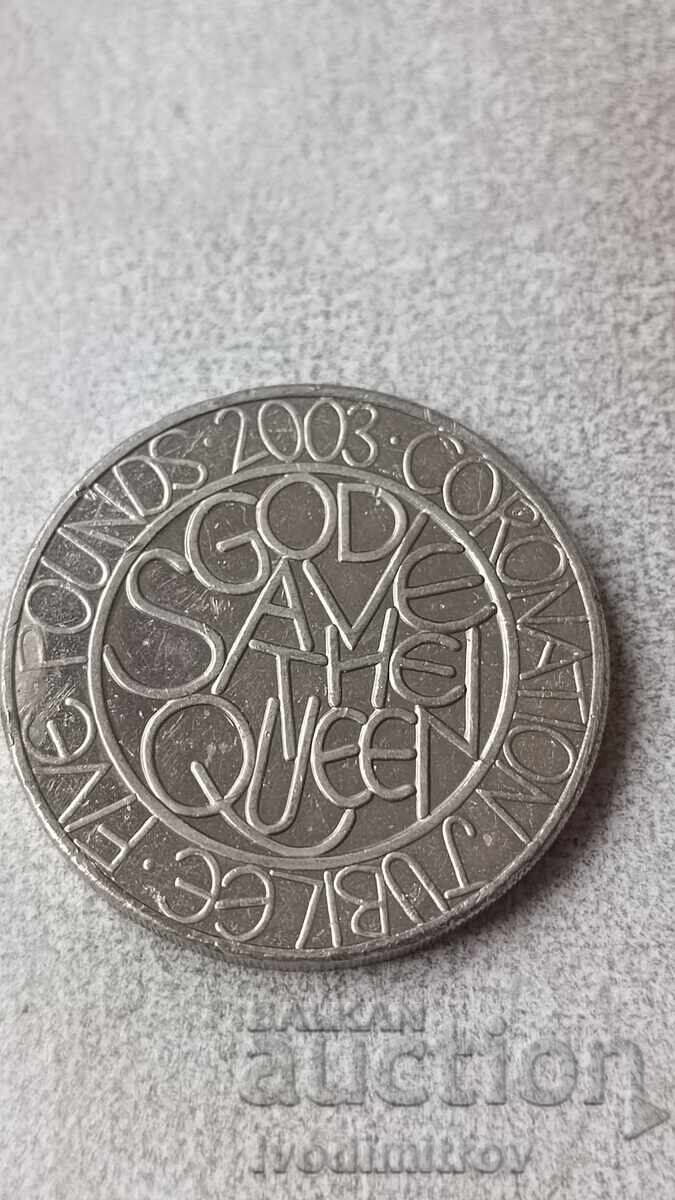 CORONATION · JUBILEE · FIVE POUNDS · 2003 ·
GOD
SAVE
THE
QUEEN
BALKAN
auction
Ivodimitrov